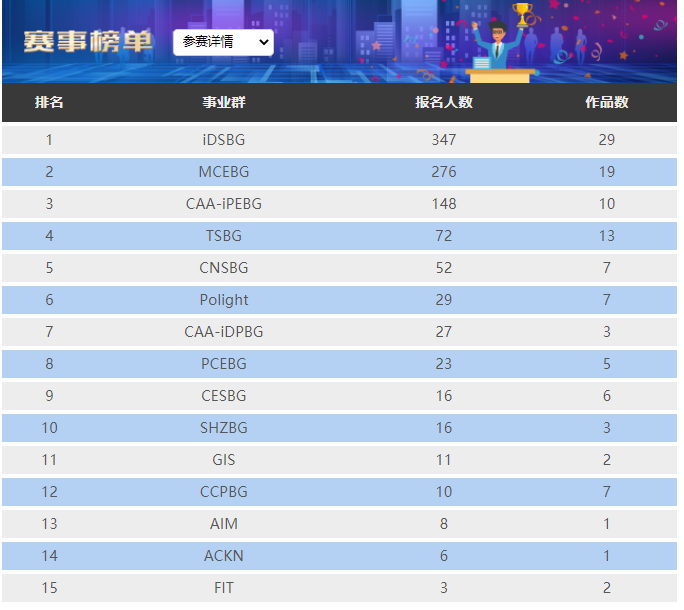 赛事榜单 参赛详情
排名 事业群 报名人数 作品数
1 iDSBG 347 29
2 MCEBG 276 19
3 CAA-iPEBG 148 10
4 TSBG 72 13
5 CNSBG 52 7
6 Polight 29 7
7 CAA-iDPBG 27 3
8 PCEBG 23 5
9 CESBG 16 6
10 SHZBG 16 3
11 GIS 11 2
12 CCPBG 10 7
13 AIM 8 1
14 ACKN 6 1
15 FIT 3 2